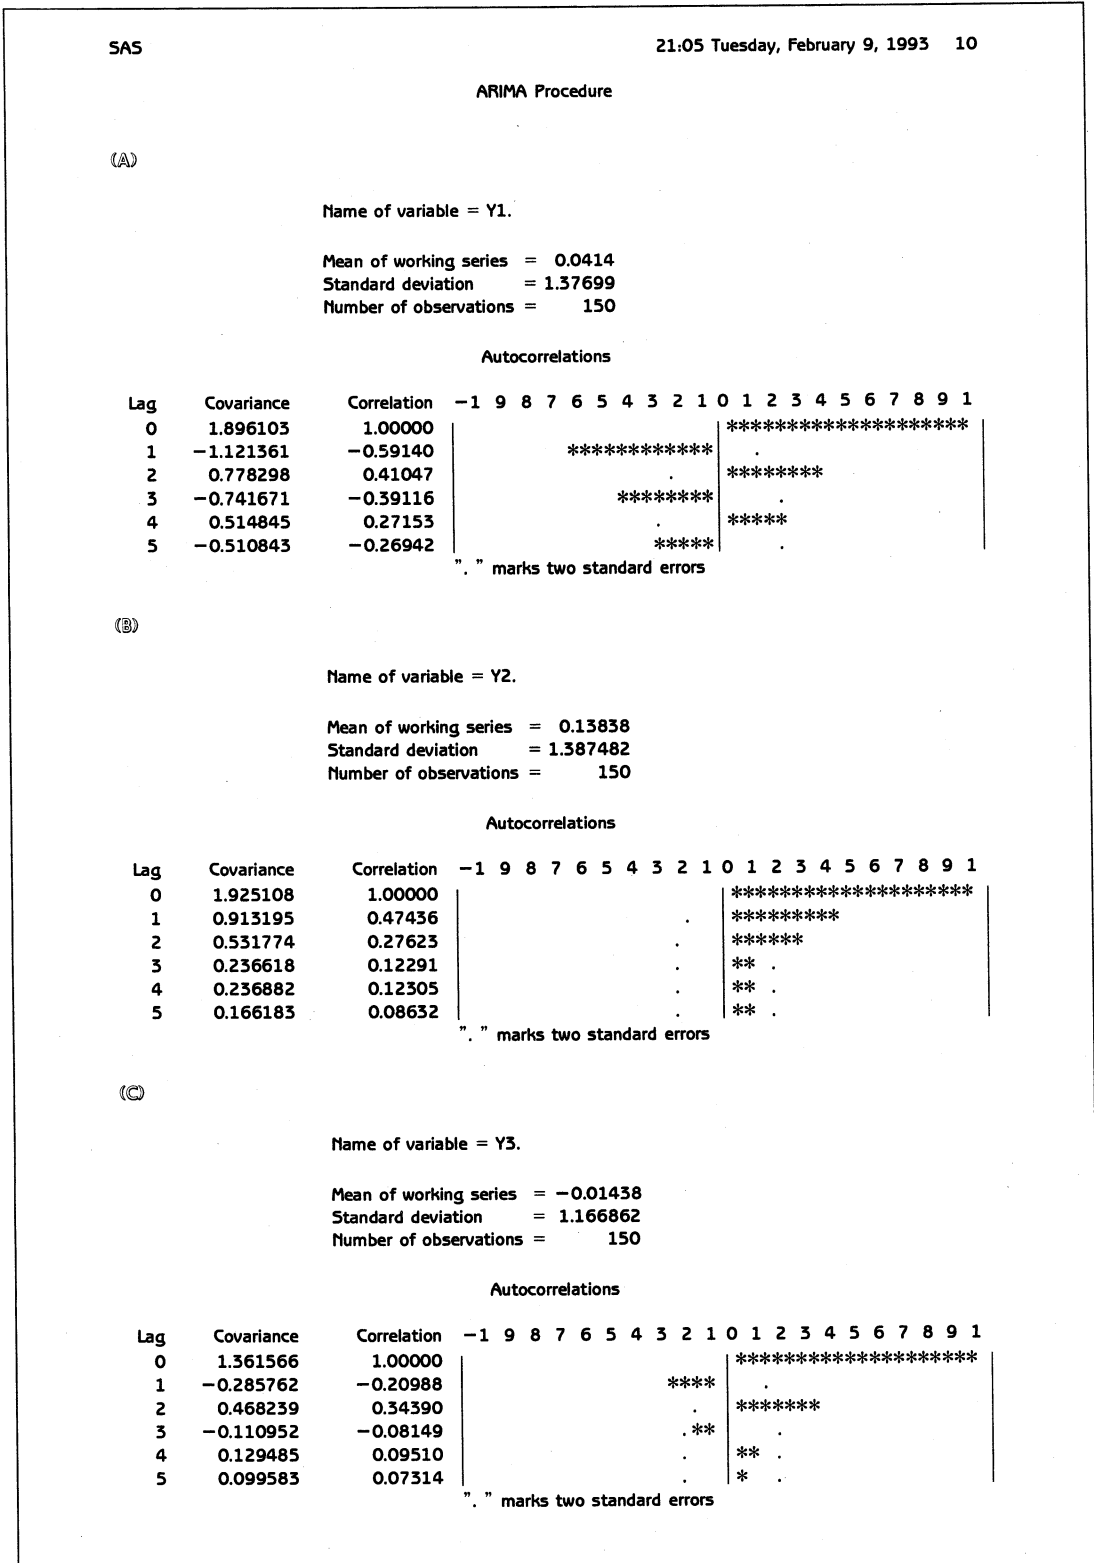 SAS 21:05 Tuesday, February 9, 1993 10
ARIMA Procedure
(A)
Name of variable = Y1.
Mean of working series = 0.0414
Standard deviation = 1.37699
Number of observations = 150
Autocorrelations
Lag Covariance Correlation −1 9 8 7 6 5 4 3 2 1 0 1 2 3 4 5 6 7 8 9 1
0 1.896103 1.00000 | |******************** |
1 −1.121361 −0.59140 | ************| . |
2 0.778298 0.41047 | . |******** |
3 −0.741671 −0.39116 | ********| . |
4 0.514845 0.27153 | . |***** |
5 −0.510843 −0.26942 | *****| . |
". " marks two standard errors
(B)
Name of variable = Y2.
Mean of working series = 0.13838
Standard deviation = 1.387482
Number of observations = 150
Autocorrelations
Lag Covariance Correlation −1 9 8 7 6 5 4 3 2 1 0 1 2 3 4 5 6 7 8 9 1
0 1.925108 1.00000 | |******************** |
1 0.913195 0.47436 | . |********* |
2 0.531774 0.27623 | . |****** |
3 0.236618 0.12291 | . |** . |
4 0.236882 0.12305 | . |** . |
5 0.166183 0.08632 | . |** . |
". " marks two standard errors
(C)
Name of variable = Y3.
Mean of working series = −0.01438
Standard deviation = 1.166862
Number of observations = 150
Autocorrelations
Lag Covariance Correlation −1 9 8 7 6 5 4 3 2 1 0 1 2 3 4 5 6 7 8 9 1
0 1.361566 1.00000 | |******************** |
1 −0.285762 −0.20988 | ****| . |
2 0.468239 0.34390 | . |******* |
3 −0.110952 −0.08149 | . **| . |
4 0.129485 0.09510 | . |** . |
5 0.099583 0.07314 | . |* . |
". " marks two standard errors